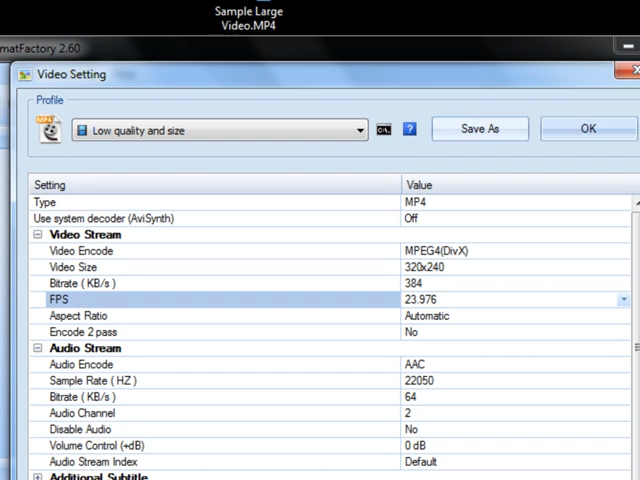 Sample Large
Video.MP4
matFactory 2.60
Video Setting
Profile
MP4
Low quality and size
C:\
?
Save As
OK
Setting Value
Type MP4
Use system decoder (AviSynth) Off
Video Stream
Video Encode MPEG4(DivX)
Video Size 320x240
Bitrate ( KB/s ) 384
FPS 23.976
Aspect Ratio Automatic
Encode 2 pass No
Audio Stream
Audio Encode AAC
Sample Rate ( HZ ) 22050
Bitrate ( KB/s ) 64
Audio Channel 2
Disable Audio No
Volume Control (+dB) 0 dB
Audio Stream Index Default
Additional Subtitle